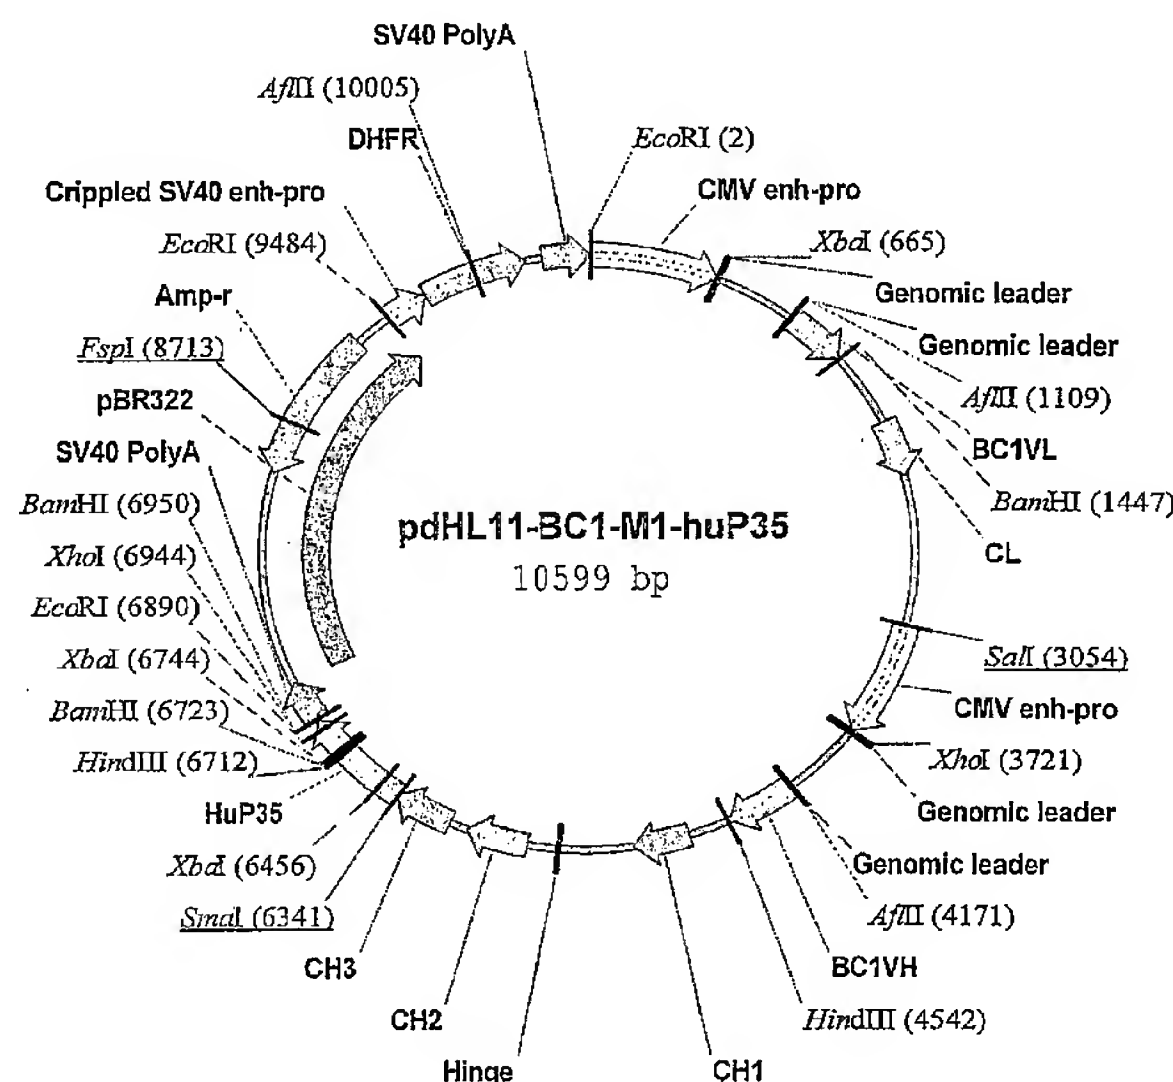 SV40 PolyA
AflII (10005)
DHFR
EcoRI (2)
CMV enh-pro
Crippled SV40 enh-pro
XbaI (665)
EcoRI (9484)
Genomic leader
Amp-r
Genomic leader
FspI (8713)
AflII (1109)
pBR322
BC1VL
SV40 PolyA
BamHI (1447)
BamHI (6950)
pdHL11-BC1-M1-huP35
10599 bp
CL
XhoI (6944)
EcoRI (6890)
SalI (3054)
XbaI (6744)
CMV enh-pro
BamHI (6723)
XhoI (3721)
HindIII (6712)
Genomic leader
HuP35
Genomic leader
XbaI (6456)
AflII (4171)
SmaI (6341)
BC1VH
CH3
HindIII (4542)
CH2
Hinge
CH1